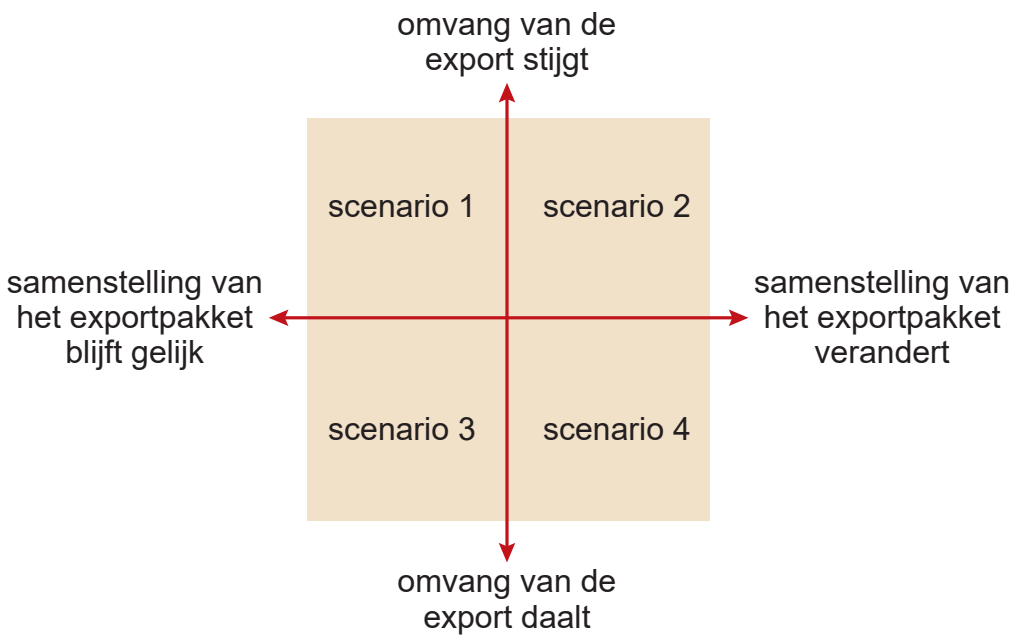 omvang van de
export stijgt
scenario 1
scenario 2
samenstelling van
het exportpakket
blijft gelijk
samenstelling van
het exportpakket
verandert
scenario 3
scenario 4
omvang van de
export daalt